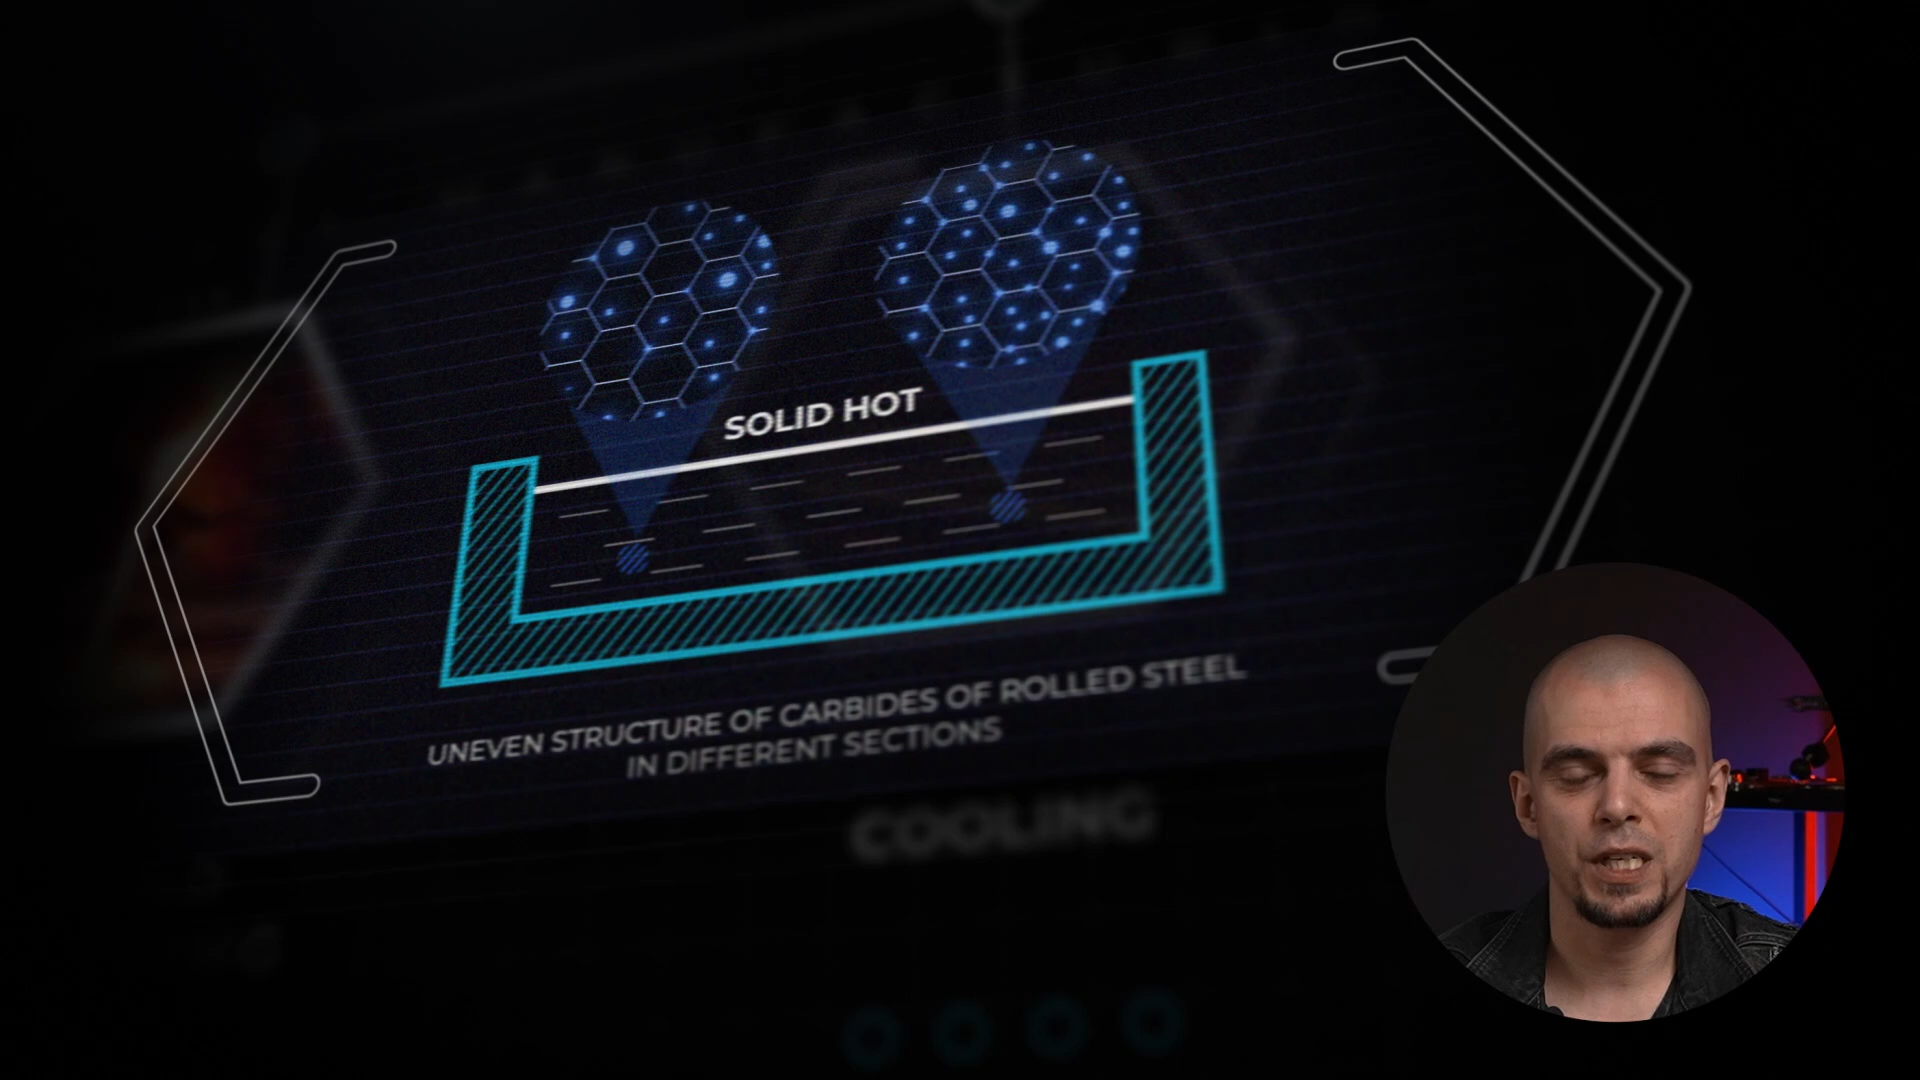 SOLID HOT
UNEVEN STRUCTURE OF CARBIDES OF ROLLED STEEL
IN DIFFERENT SECTIONS
COOLING